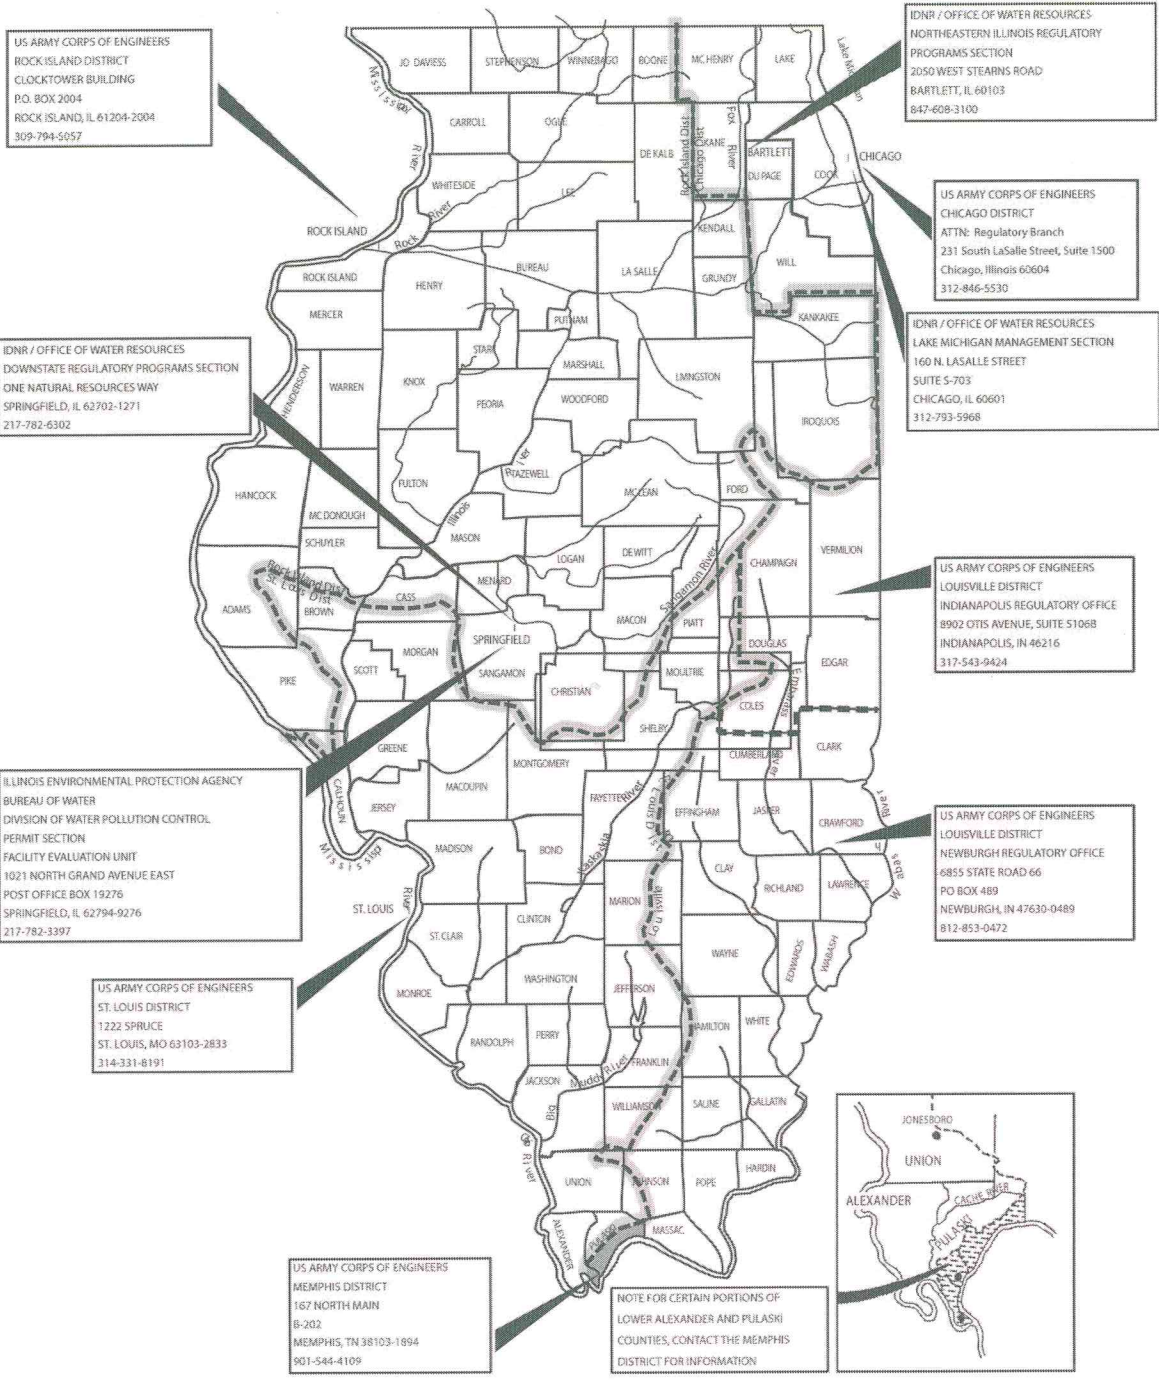 US ARMY CORPS OF ENGINEERS
ROCK ISLAND DISTRICT
CLOCKTOWER BUILDING
P.O. BOX 2004
ROCK ISLAND, IL 61204-2004
309-794-5057
IDNR / OFFICE OF WATER RESOURCES
NORTHEASTERN ILLINOIS REGULATORY
PROGRAMS SECTION
2050 WEST STEARNS ROAD
BARTLETT, IL 60103
847-608-3100
US ARMY CORPS OF ENGINEERS
CHICAGO DISTRICT
ATTN: Regulatory Branch
231 South LaSalle Street, Suite 1500
Chicago, Illinois 60604
312-846-5530
IDNR / OFFICE OF WATER RESOURCES
LAKE MICHIGAN MANAGEMENT SECTION
160 N. LASALLE STREET
SUITE S-703
CHICAGO, IL 60601
312-793-5968
IDNR / OFFICE OF WATER RESOURCES
DOWNSTATE REGULATORY PROGRAMS SECTION
ONE NATURAL RESOURCES WAY
SPRINGFIELD, IL 62702-1271
217-782-6302
US ARMY CORPS OF ENGINEERS
LOUISVILLE DISTRICT
INDIANAPOLIS REGULATORY OFFICE
8902 OTIS AVENUE, SUITE S106B
INDIANAPOLIS, IN 46216
317-543-9424
ILLINOIS ENVIRONMENTAL PROTECTION AGENCY
BUREAU OF WATER
DIVISION OF WATER POLLUTION CONTROL
PERMIT SECTION
FACILITY EVALUATION UNIT
1021 NORTH GRAND AVENUE EAST
POST OFFICE BOX 19276
SPRINGFIELD, IL 62794-9276
217-782-3397
US ARMY CORPS OF ENGINEERS
LOUISVILLE DISTRICT
NEWBURGH REGULATORY OFFICE
6855 STATE ROAD 66
PO BOX 489
NEWBURGH, IN 47630-0489
812-853-0472
US ARMY CORPS OF ENGINEERS
ST. LOUIS DISTRICT
1222 SPRUCE
ST. LOUIS, MO 63103-2833
314-331-8191
US ARMY CORPS OF ENGINEERS
MEMPHIS DISTRICT
167 NORTH MAIN
B-202
MEMPHIS, TN 38103-1894
901-544-4109
NOTE FOR CERTAIN PORTIONS OF
LOWER ALEXANDER AND PULASKI
COUNTIES, CONTACT THE MEMPHIS
DISTRICT FOR INFORMATION
JO DAVIESS
STEPHENSON
WINNEBAGO
BOONE
MC HENRY
LAKE
CARROLL
OGLE
DE KALB
Rock Island Dist
Chicago Dist
KANE
Fox
River
BARTLETT
DU PAGE
COOK
CHICAGO
WHITESIDE
LEE
Rock
River
ROCK ISLAND
KENDALL
WILL
ROCK ISLAND
HENRY
BUREAU
LA SALLE
GRUNDY
KANKAKEE
MERCER
PUTNAM
STARK
MARSHALL
HENDERSON
WARREN
KNOX
PEORIA
WOODFORD
LIVINGSTON
IROQUOIS
FULTON
TAZEWELL
River
Illinois
HANCOCK
MC DONOUGH
MASON
MC LEAN
FORD
SCHUYLER
LOGAN
DEWITT
Sangamon River
CHAMPAIGN
VERMILION
Rock Island Dist
St. Louis Dist
MENARD
ADAMS
BROWN
CASS
SPRINGFIELD
MACON
PIATT
DOUGLAS
EDGAR
MORGAN
SCOTT
SANGAMON
CHRISTIAN
MOULTRIE
PIKE
COLES
SHELBY
Embarass
River
CLARK
GREENE
MONTGOMERY
CUMBERLAND
CALHOUN
JERSEY
MACOUPIN
FAYETTE
Kaskaskia
River
EFFINGHAM
JASPER
CRAWFORD
MADISON
BOND
CLAY
RICHLAND
LAWRENCE
ST. LOUIS
River
CLINTON
MARION
Louisville
ST. CLAIR
WAYNE
EDWARDS
WABASH
WASHINGTON
JEFFERSON
MONROE
HAMILTON
WHITE
RANDOLPH
PERRY
FRANKLIN
JACKSON
Big
Muddy River
WILLIAMSON
SALINE
GALLATIN
River
UNION
JOHNSON
POPE
HARDIN
ALEXANDER
PULASKI
MASSAC
JONESBORO
UNION
ALEXANDER
CACHE RIVER
PULASKI